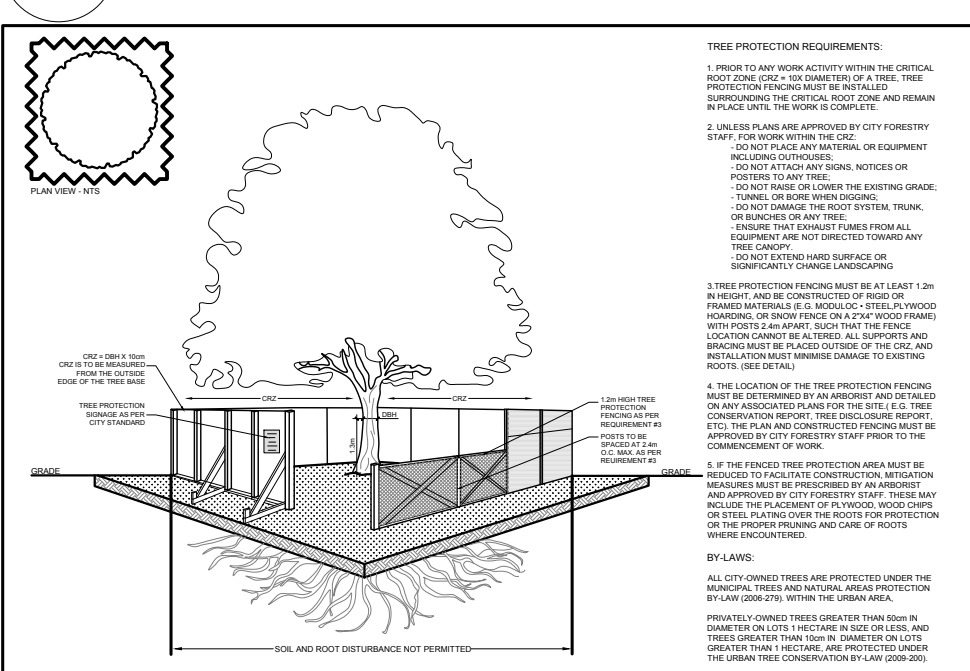 PLAN VIEW - NTS
CRZ = DBH X 10cm
CRZ IS TO BE MEASURED
FROM THE OUTSIDE
EDGE OF THE TREE BASE
TREE PROTECTION
SIGNAGE AS PER
CITY STANDARD
GRADE
CRZ
CRZ
DBH
1.3m
1.2m HIGH TREE
PROTECTION
FENCING AS PER
REQUIREMENT #3
POSTS TO BE
SPACED AT 2.4m
O.C. MAX. AS PER
REUIREMENT #3
GRADE
SOIL AND ROOT DISTURBANCE NOT PERMITTED
TREE PROTECTION REQUIREMENTS:
1. PRIOR TO ANY WORK ACTIVITY WITHIN THE CRITICAL
ROOT ZONE (CRZ = 10X DIAMETER) OF A TREE, TREE
PROTECTION FENCING MUST BE INSTALLED
SURROUNDING THE CRITICAL ROOT ZONE AND REMAIN
IN PLACE UNTIL THE WORK IS COMPLETE.
2. UNLESS PLANS ARE APPROVED BY CITY FORESTRY
STAFF, FOR WORK WITHIN THE CRZ:
- DO NOT PLACE ANY MATERIAL OR EQUIPMENT
INCLUDING OUTHOUSES;
- DO NOT ATTACH ANY SIGNS, NOTICES OR
POSTERS TO ANY TREE;
- DO NOT RAISE OR LOWER THE EXISTING GRADE;
- TUNNEL OR BORE WHEN DIGGING;
- DO NOT DAMAGE THE ROOT SYSTEM, TRUNK,
OR BUNCHES OR ANY TREE;
- ENSURE THAT EXHAUST FUMES FROM ALL
EQUIPMENT ARE NOT DIRECTED TOWARD ANY
TREE CANOPY.
- DO NOT EXTEND HARD SURFACE OR
SIGNIFICANTLY CHANGE LANDSCAPING
3.TREE PROTECTION FENCING MUST BE AT LEAST 1.2m
IN HEIGHT, AND BE CONSTRUCTED OF RIGID OR
FRAMED MATERIALS (E.G. MODULOC • STEEL,PLYWOOD
HOARDING, OR SNOW FENCE ON A 2"X4" WOOD FRAME)
WITH POSTS 2.4m APART, SUCH THAT THE FENCE
LOCATION CANNOT BE ALTERED. ALL SUPPORTS AND
BRACING MUST BE PLACED OUTSIDE OF THE CRZ, AND
INSTALLATION MUST MINIMISE DAMAGE TO EXISTING
ROOTS. (SEE DETAIL)
4. THE LOCATION OF THE TREE PROTECTION FENCING
MUST BE DETERMINED BY AN ARBORIST AND DETAILED
ON ANY ASSOCIATED PLANS FOR THE SITE.( E.G. TREE
CONSERVATION REPORT, TREE DISCLOSURE REPORT,
ETC). THE PLAN AND CONSTRUCTED FENCING MUST BE
APPROVED BY CITY FORESTRY STAFF PRIOR TO THE
COMMENCEMENT OF WORK.
5. IF THE FENCED TREE PROTECTION AREA MUST BE
REDUCED TO FACILITATE CONSTRUCTION, MITIGATION
MEASURES MUST BE PRESCRIBED BY AN ARBORIST
AND APPROVED BY CITY FORESTRY STAFF. THESE MAY
INCLUDE THE PLACEMENT OF PLYWOOD, WOOD CHIPS
OR STEEL PLATING OVER THE ROOTS FOR PROTECTION
OR THE PROPER PRUNING AND CARE OF ROOTS
WHERE ENCOUNTERED.
BY-LAWS:
ALL CITY-OWNED TREES ARE PROTECTED UNDER THE
MUNICIPAL TREES AND NATURAL AREAS PROTECTION
BY-LAW (2006-279). WITHIN THE URBAN AREA,
PRIVATELY-OWNED TREES GREATER THAN 50cm IN
DIAMETER ON LOTS 1 HECTARE IN SIZE OR LESS, AND
TREES GREATER THAN 10cm IN DIAMETER ON LOTS
GREATER THAN 1 HECTARE, ARE PROTECTED UNDER
THE URBAN TREE CONSERVATION BY-LAW (2009-200).